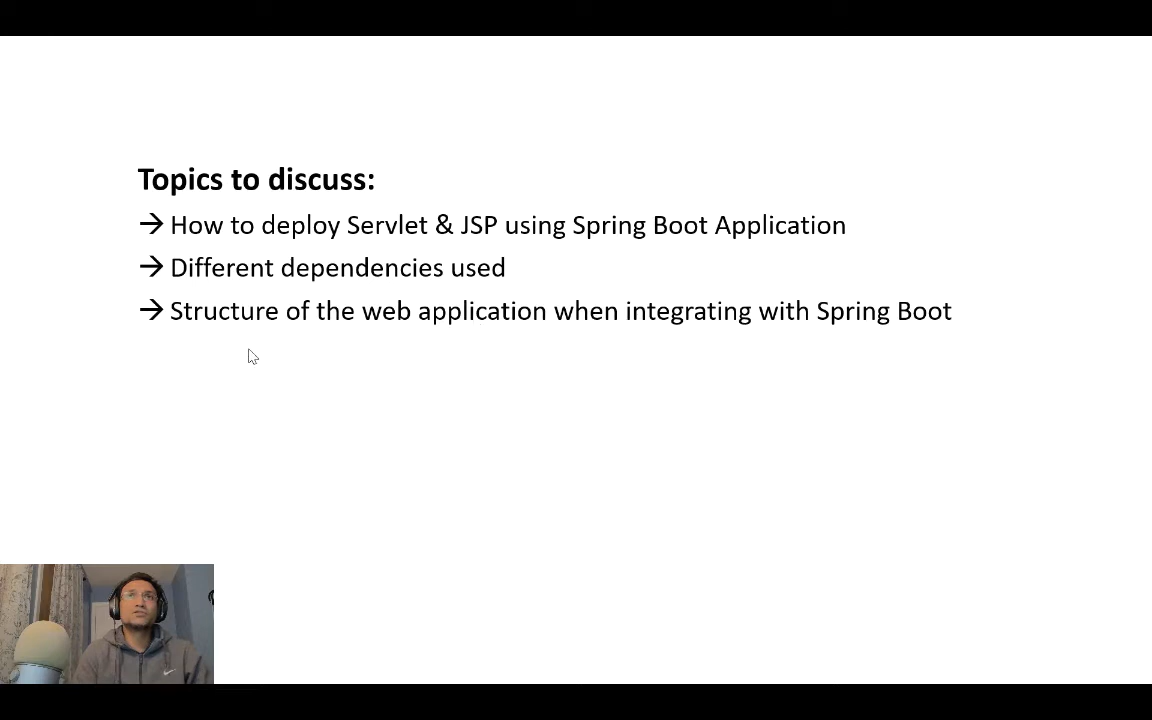 Topics to discuss:
→ How to deploy Servlet & JSP using Spring Boot Application
→ Different dependencies used
→ Structure of the web application when integrating with Spring Boot